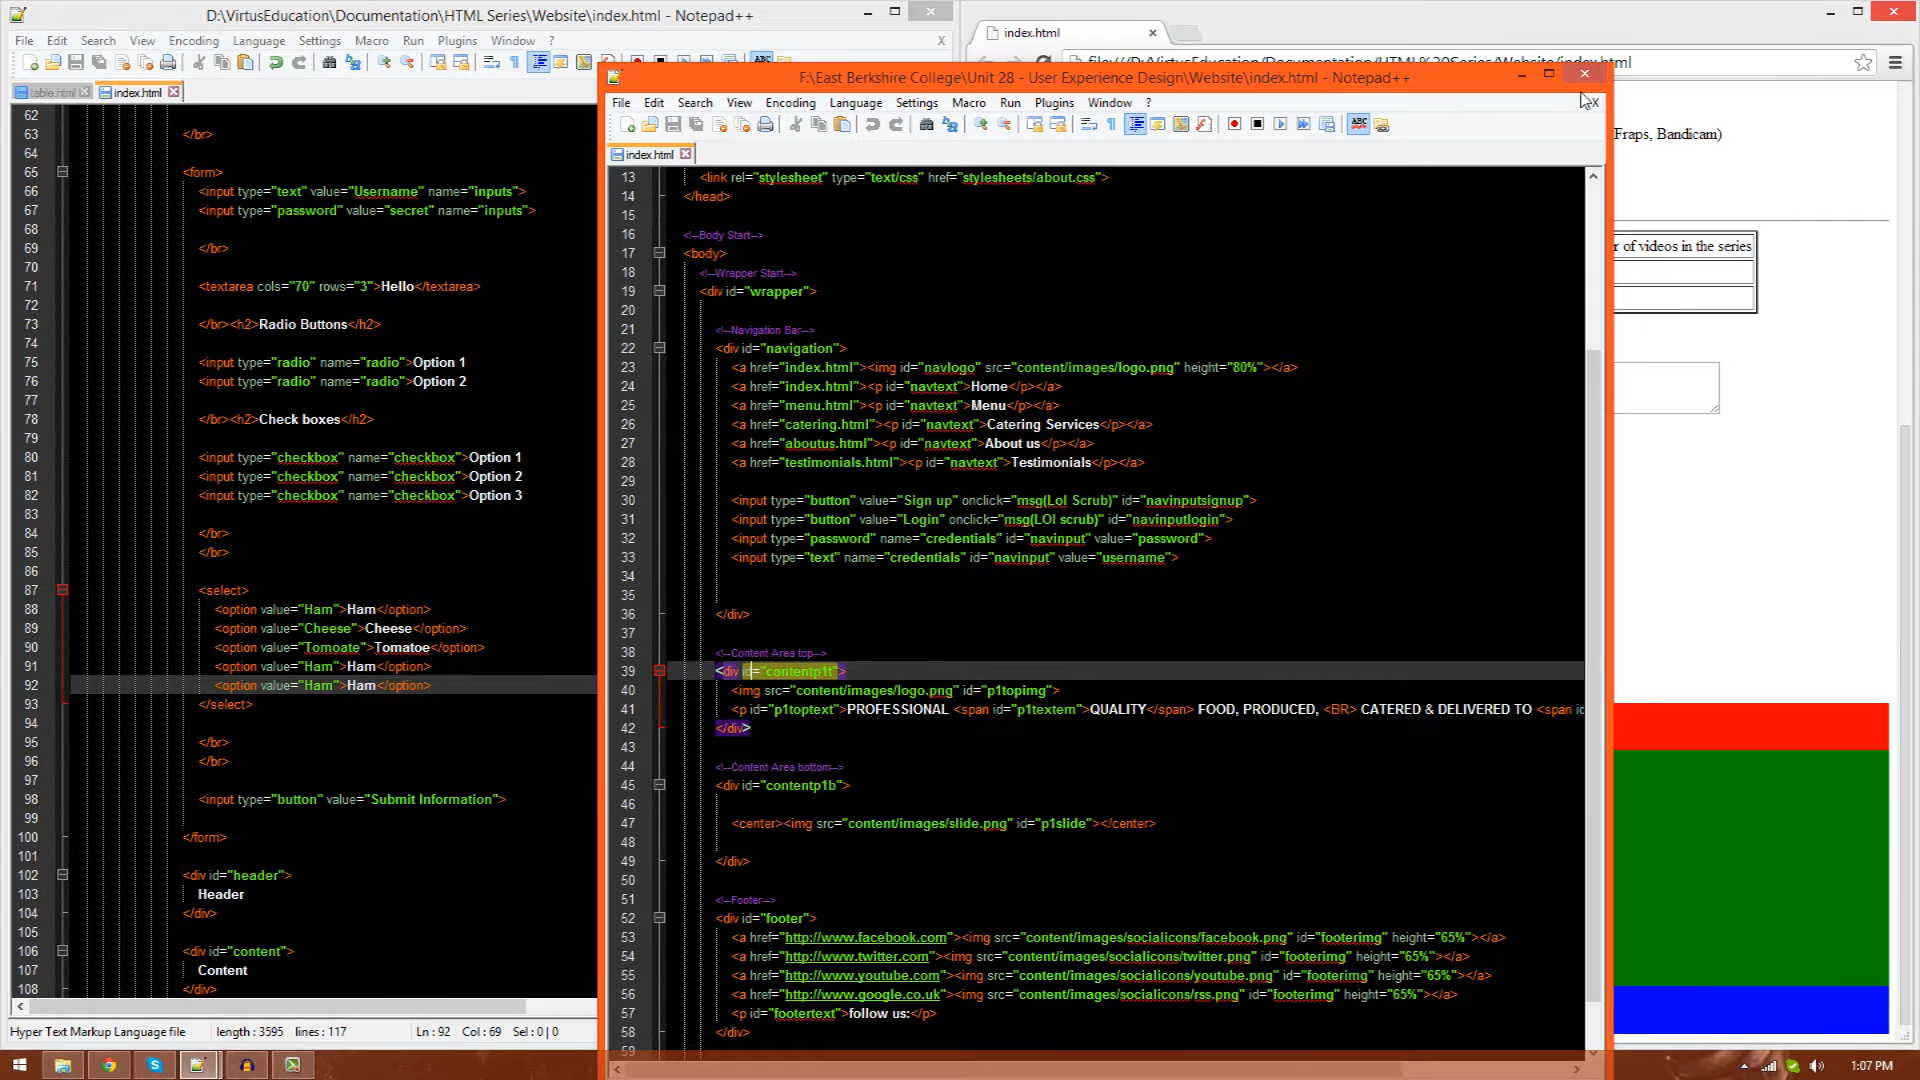 D:\VirtusEducation\Documentation\HTML Series\Website\index.html - Notepad++
File Edit Search View Encoding Language Settings Macro Run Plugins Window ?
X
table.html
index.html
62
63 </br>
64
65 <form>
66 <input type="text" value="Username" name="inputs">
67 <input type="password" value="secret" name="inputs">
68
69 </br>
70
71 <textarea cols="70" rows="3">Hello</textarea>
72
73 </br><h2>Radio Buttons</h2>
74
75 <input type="radio" name="radio">Option 1
76 <input type="radio" name="radio">Option 2
77
78 </br><h2>Check boxes</h2>
79
80 <input type="checkbox" name="checkbox">Option 1
81 <input type="checkbox" name="checkbox">Option 2
82 <input type="checkbox" name="checkbox">Option 3
83
84 </br>
85 </br>
86
87 <select>
88 <option value="Ham">Ham</option>
89 <option value="Cheese">Cheese</option>
90 <option value="Tomoate">Tomatoe</option>
91 <option value="Ham">Ham</option>
92 <option value="Ham">Ham</option>
93 </select>
94
95 </br>
96 </br>
97
98 <input type="button" value="Submit Information">
99
100 </form>
101
102 <div id="header">
103 Header
104 </div>
105
106 <div id="content">
107 Content
108 </div>
Hyper Text Markup Language file length : 3595 lines : 117 Ln : 92 Col : 69 Sel : 0 | 0
F:\East Berkshire College\Unit 28 - User Experience Design\Website\index.html - Notepad++
File Edit Search View Encoding Language Settings Macro Run Plugins Window ?
X
index.html
13 <link rel="stylesheet" type="text/css" href="stylesheets/about.css">
14 </head>
15
16 <!--Body Start-->
17 <body>
18 <!--Wrapper Start-->
19 <div id="wrapper">
20
21 <!--Navigation Bar-->
22 <div id="navigation">
23 <a href="index.html"><img id="navlogo" src="content/images/logo.png" height="80%"></a>
24 <a href="index.html"><p id="navtext">Home</p></a>
25 <a href="menu.html"><p id="navtext">Menu</p></a>
26 <a href="catering.html"><p id="navtext">Catering Services</p></a>
27 <a href="aboutus.html"><p id="navtext">About us</p></a>
28 <a href="testimonials.html"><p id="navtext">Testimonials</p></a>
29
30 <input type="button" value="Sign up" onclick="msg(Lol Scrub)" id="navinputsignup">
31 <input type="button" value="Login" onclick="msg(LOl scrub)" id="navinputlogin">
32 <input type="password" name="credentials" id="navinput" value="password">
33 <input type="text" name="credentials" id="navinput" value="username">
34
35
36 </div>
37
38 <!--Content Area top-->
39 <div id="contentp1t">
40 <img src="content/images/logo.png" id="p1topimg">
41 <p id="p1toptext">PROFESSIONAL <span id="p1textem">QUALITY</span> FOOD, PRODUCED, <BR> CATERED & DELIVERED TO <span id
42 </div>
43
44 <!--Content Area bottom-->
45 <div id="contentp1b">
46
47 <center><img src="content/images/slide.png" id="p1slide"></center>
48
49 </div>
50
51 <!--Footer-->
52 <div id="footer">
53 <a href="http://www.facebook.com"><img src="content/images/socialicons/facebook.png" id="footerimg" height="65%"></a>
54 <a href="http://www.twitter.com"><img src="content/images/socialicons/twitter.png" id="footerimg" height="65%"></a>
55 <a href="http://www.youtube.com"><img src="content/images/socialicons/youtube.png" id="footerimg" height="65%"></a>
56 <a href="http://www.google.co.uk"><img src="content/images/socialicons/rss.png" id="footerimg" height="65%"></a>
57 <p id="footertext">follow us:</p>
58 </div>
59
index.html
file:///D:/VirtusEducation/Documentation/HTML%20Series/Website/index.html
Fraps, Bandicam)
r of videos in the series
1:07 PM